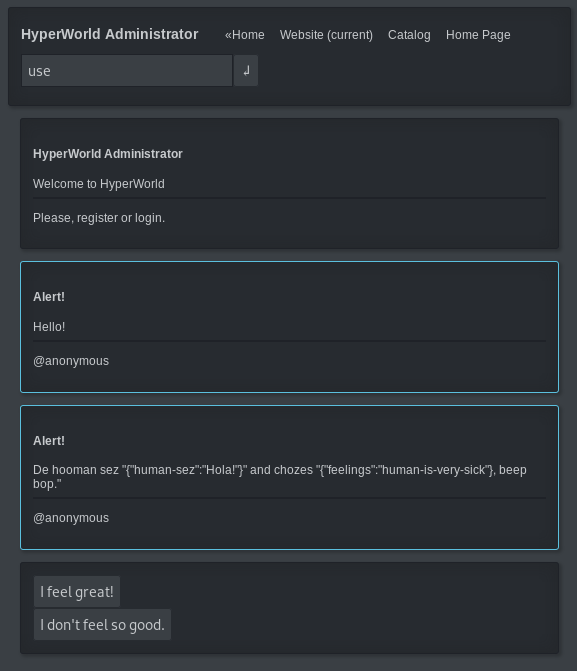 HyperWorld Administrator «Home Website (current) Catalog Home Page
use ↲
HyperWorld Administrator
Welcome to HyperWorld
Please, register or login.
Alert!
Hello!
@anonymous
Alert!
De hooman sez "{"human-sez":"Hola!"}" and chozes "{"feelings":"human-is-very-sick"}, beep
bop."
@anonymous
I feel great!
I don't feel so good.